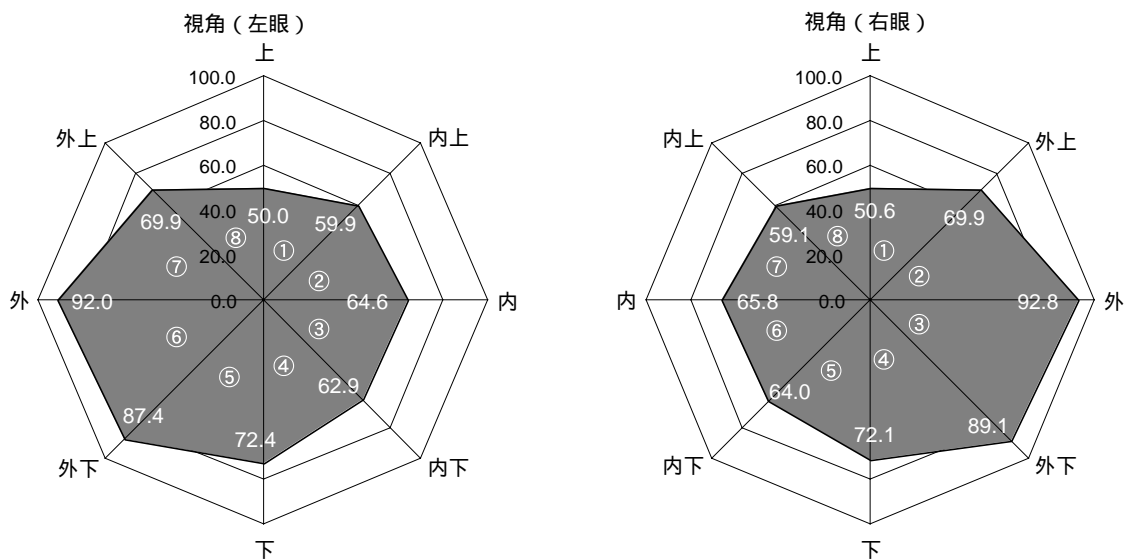 視角（左眼）
上
100.0
80.0
60.0
40.0
20.0
0.0
内上
内
内下
下
外下
外
外上
50.0
59.9
64.6
62.9
72.4
87.4
92.0
69.9
①
②
③
④
⑤
⑥
⑦
⑧
視角（右眼）
上
100.0
80.0
60.0
40.0
20.0
0.0
外上
外
外下
下
内下
内
内上
50.6
69.9
92.8
89.1
72.1
64.0
65.8
59.1
①
②
③
④
⑤
⑥
⑦
⑧